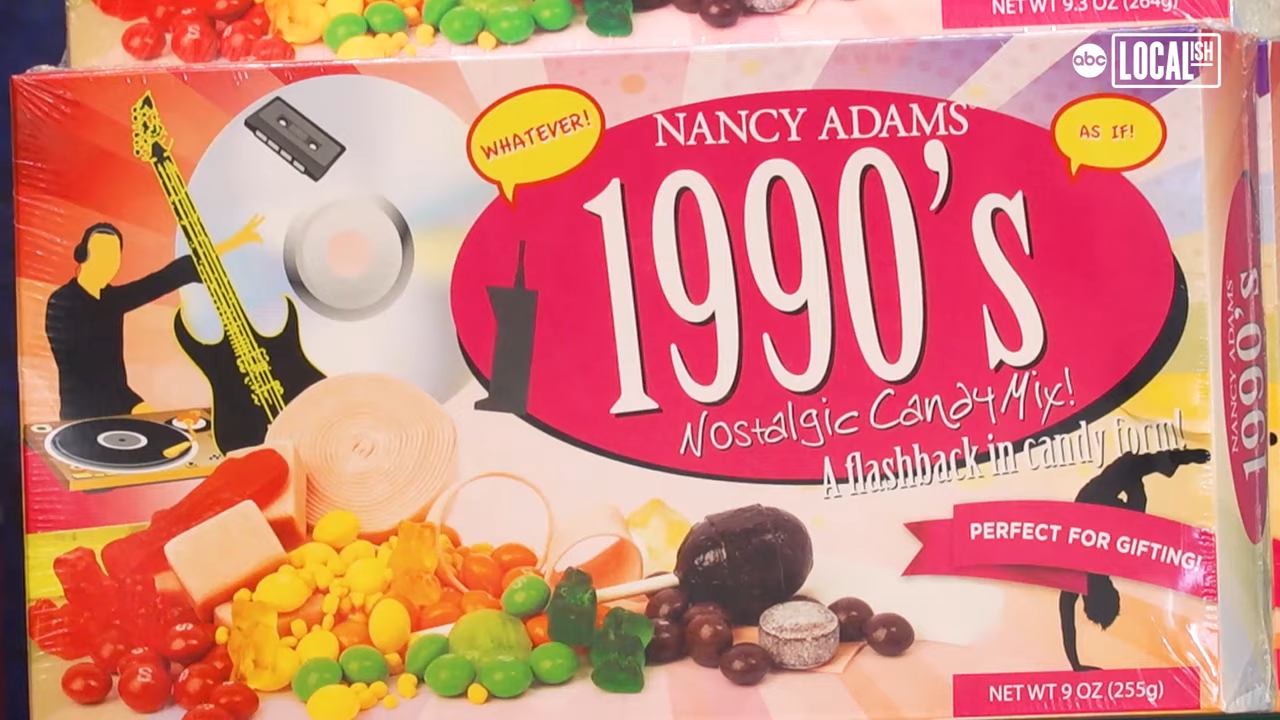 NET WT 9.3 OZ (264g)
abc LOCALISH
WHATEVER!
NANCY ADAMS
AS IF!
1990's
Nostalgic Candy Mix!
A flashback in candy form!
PERFECT FOR GIFTING!
NET WT 9 OZ (255g)
NANCY ADAMS'
1990's
S
S